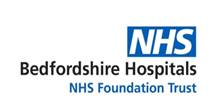 NHS
Bedfordshire Hospitals
NHS Foundation Trust